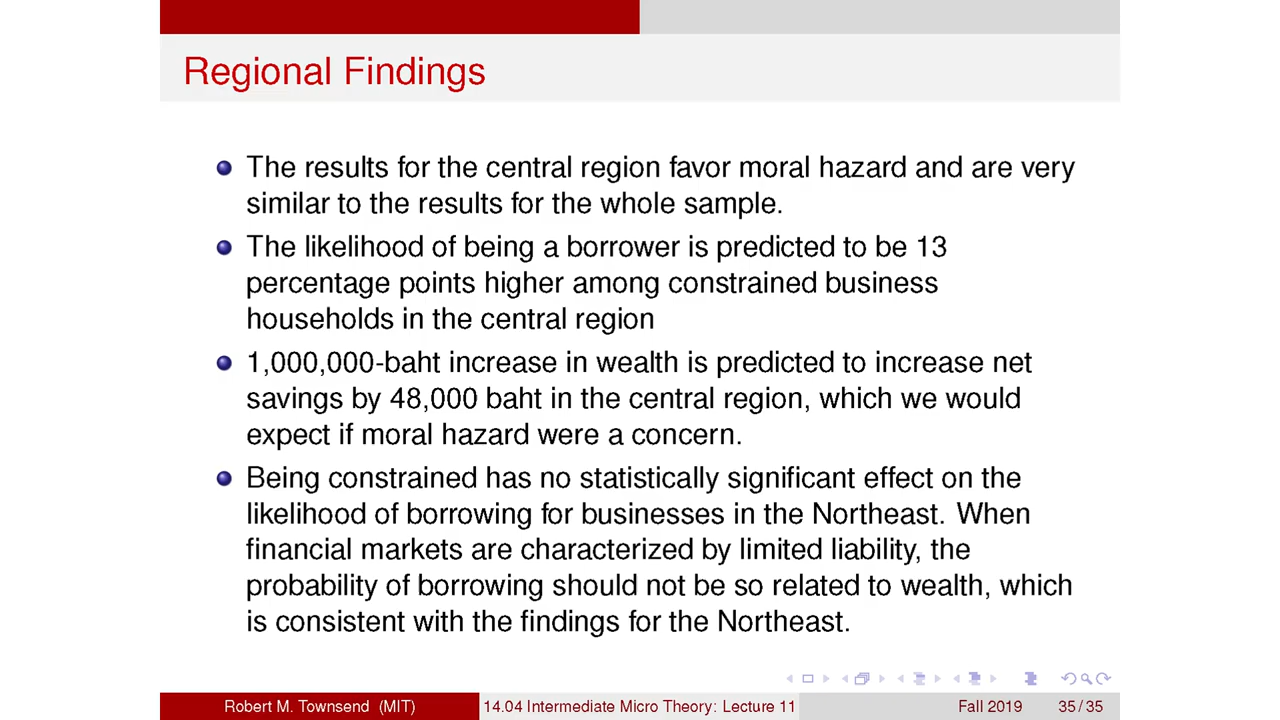 Regional Findings
The results for the central region favor moral hazard and are very
similar to the results for the whole sample.
The likelihood of being a borrower is predicted to be 13
percentage points higher among constrained business
households in the central region
1,000,000-baht increase in wealth is predicted to increase net
savings by 48,000 baht in the central region, which we would
expect if moral hazard were a concern.
Being constrained has no statistically significant effect on the
likelihood of borrowing for businesses in the Northeast. When
financial markets are characterized by limited liability, the
probability of borrowing should not be so related to wealth, which
is consistent with the findings for the Northeast.
Robert M. Townsend (MIT) 14.04 Intermediate Micro Theory: Lecture 11 Fall 2019 35 / 35